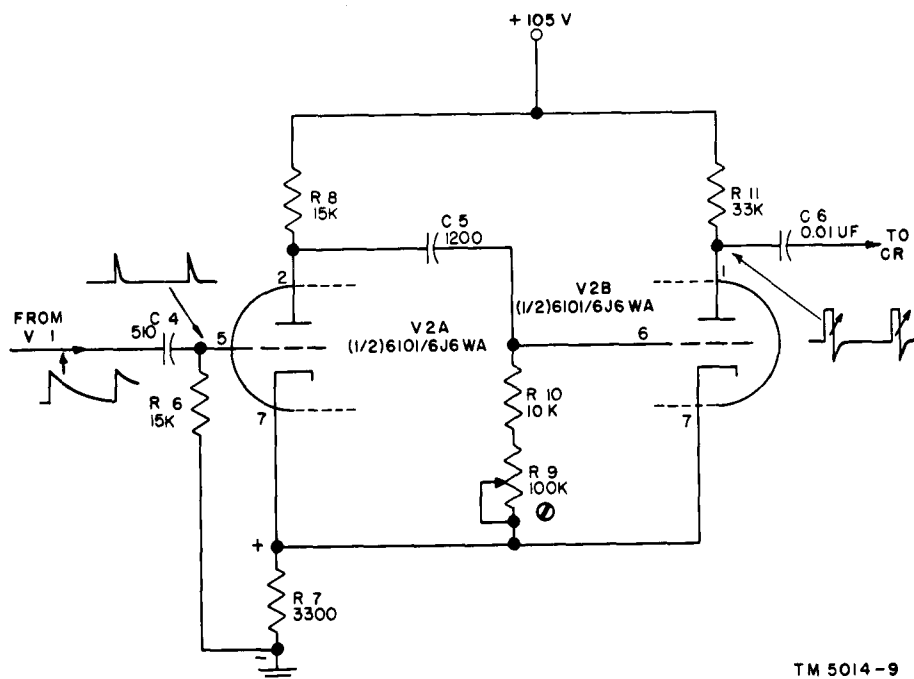 + 105 V
R 8
15K
R 11
33K
C 5
1200
C 6
0.01 UF
TO
CR
2
1
V2B
(1/2)6101/6J6 WA
FROM
V 1
C 4
510
5
V2A
(1/2)6101/6J6 WA
6
R 6
15K
7
R 10
10 K
7
R 9
100K
+
R 7
3300
-
TM 5014-9